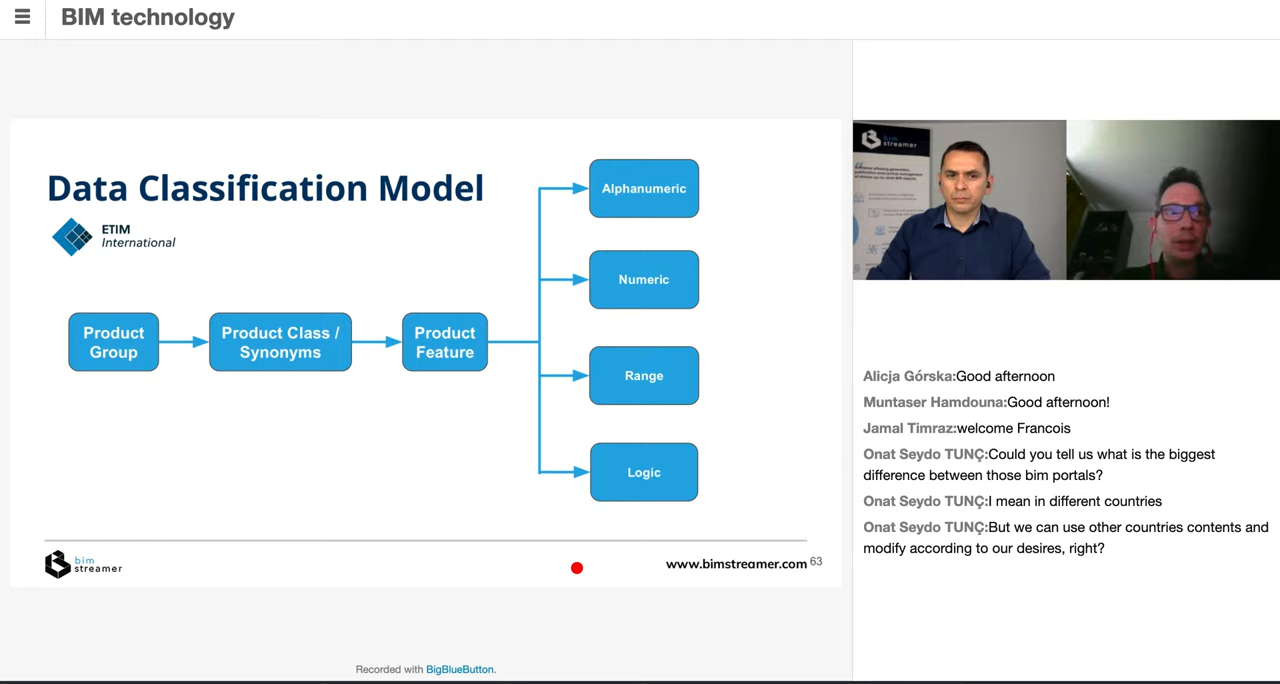 BIM technology
Data Classification Model
ETIM
International
Product
Group
Product Class /
Synonyms
Product
Feature
Alphanumeric
Numeric
Range
Logic
bim
streamer
www.bimstreamer.com 63
Recorded with BigBlueButton.
bim
streamer
Alicja Górska:Good afternoon
Muntaser Hamdouna:Good afternoon!
Jamal Timraz:welcome Francois
Onat Seydo TUNÇ:Could you tell us what is the biggest
difference between those bim portals?
Onat Seydo TUNÇ:I mean in different countries
Onat Seydo TUNÇ:But we can use other countries contents and
modify according to our desires, right?